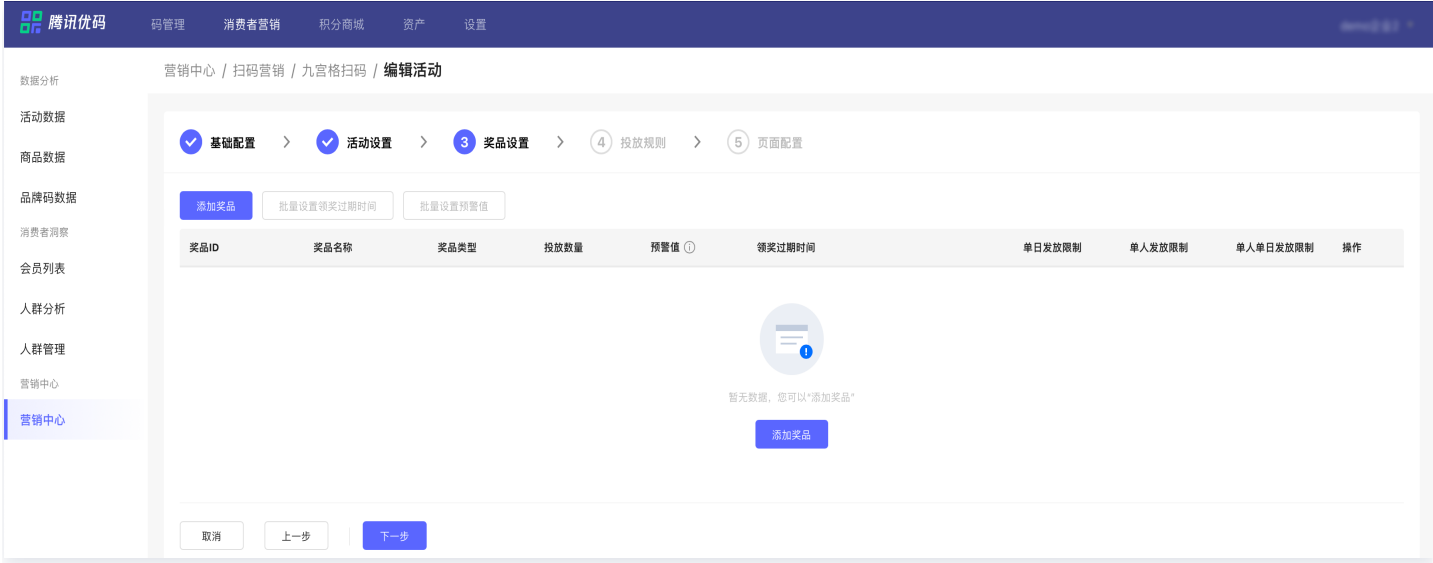 腾讯优码 码管理 消费者营销 积分商城 资产 设置
营销中心 / 扫码营销 / 九宫格扫码 / 编辑活动
数据分析
活动数据
商品数据
品牌码数据
消费者洞察
会员列表
人群分析
人群管理
营销中心
营销中心
基础配置 活动设置 3 奖品设置 4 投放规则 5 页面配置
添加奖品 批量设置领奖过期时间 批量设置预警值
奖品ID 奖品名称 奖品类型 投放数量 预警值 领奖过期时间 单日发放限制 单人发放限制 单人单日发放限制 操作
暂无数据，您可以"添加奖品"
添加奖品
取消 上一步 下一步